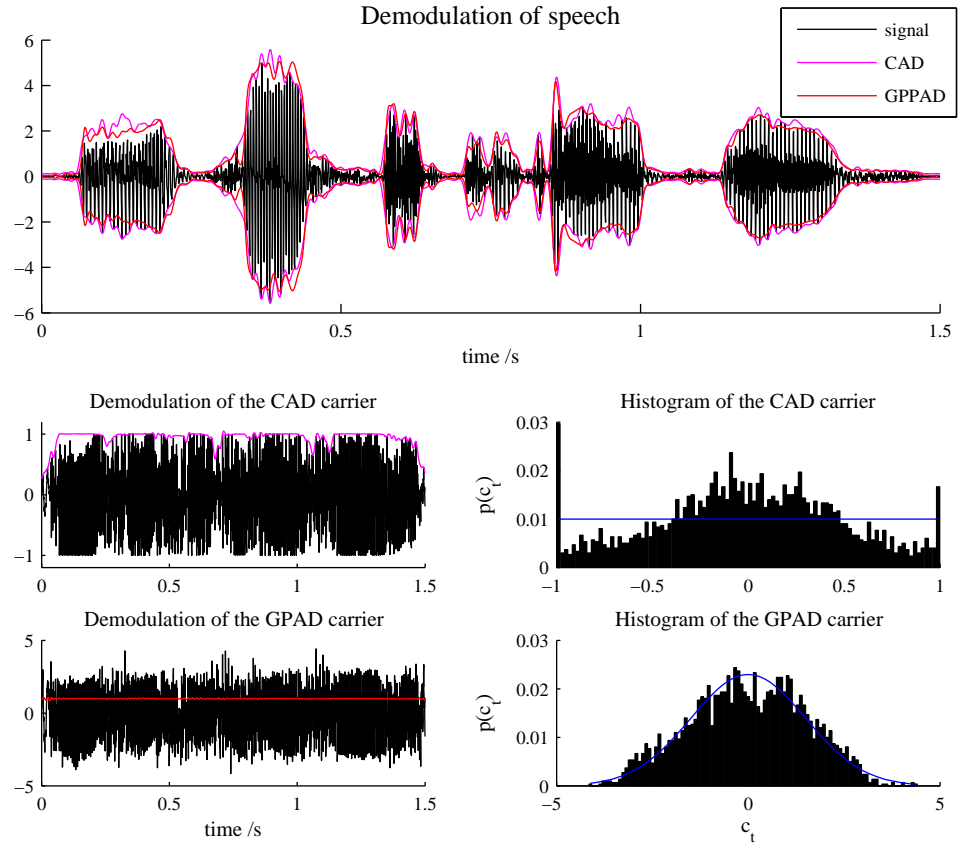 Demodulation of speech
signal
CAD
GPPAD
6
4
2
0
−2
−4
−6
0 0.5 1 1.5
time /s
Demodulation of the CAD carrier
1
0
−1
0 0.5 1 1.5
Histogram of the CAD carrier
p(c_t)
0.03
0.02
0.01
0
−1 −0.5 0 0.5 1
Demodulation of the GPAD carrier
5
0
−5
0 0.5 1 1.5
time /s
Histogram of the GPAD carrier
p(c_t)
0.03
0.02
0.01
0
−5 0 5
c_t